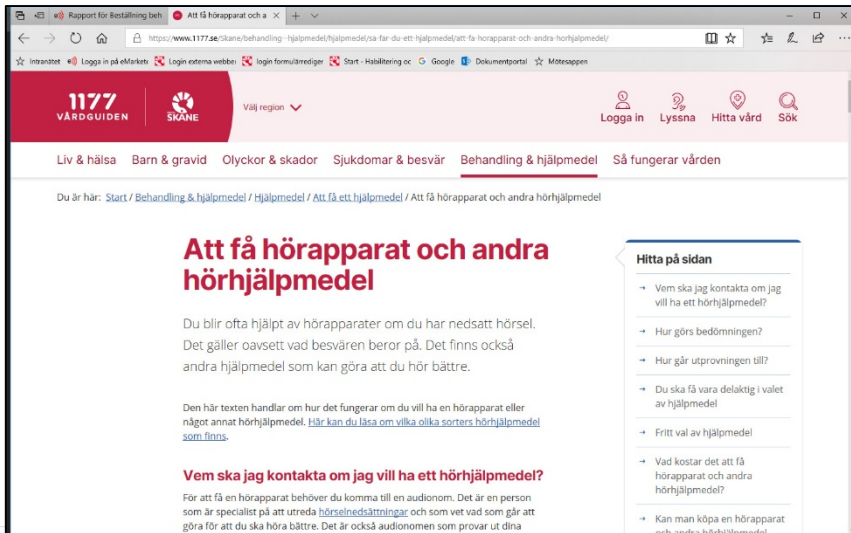 Rapport för Beställning beh
Att få hörapparat och a
https://www.1177.se/Skane/behandling--hjalpmedel/hjalpmedel/sa-far-du-ett-hjalpmedel/att-fa-horapparat-och-andra-horhjalpmedel/
Intranätet
Logga in på eMarketi
Login externa webber
login formulärrediger
Start - Habilitering oc
Google
Dokumentportal
Mötesappen
1177
VÅRDGUIDEN
SKÅNE
Välj region
Logga in
Lyssna
Hitta vård
Sök
Liv & hälsa
Barn & gravid
Olyckor & skador
Sjukdomar & besvär
Behandling & hjälpmedel
Så fungerar vården
Du är här: Start / Behandling & hjälpmedel / Hjälpmedel / Att få ett hjälpmedel / Att få hörapparat och andra hörhjälpmedel
Att få hörapparat och andra
hörhjälpmedel
Du blir ofta hjälpt av hörapparater om du har nedsatt hörsel.
Det gäller oavsett vad besvären beror på. Det finns också
andra hjälpmedel som kan göra att du hör bättre.
Den här texten handlar om hur det fungerar om du vill ha en hörapparat eller
något annat hörhjälpmedel. Här kan du läsa om vilka olika sorters hörhjälpmedel
som finns.
Vem ska jag kontakta om jag vill ha ett hörhjälpmedel?
För att få en hörapparat behöver du komma till en audionom. Det är en person
som är specialist på att utreda hörselnedsättningar och som vet vad som går att
göra för att du ska höra bättre. Det är också audionomen som provar ut dina
Hitta på sidan
Vem ska jag kontakta om jag
vill ha ett hörhjälpmedel?
Hur görs bedömningen?
Hur går utprovningen till?
Du ska få vara delaktig i valet
av hjälpmedel
Fritt val av hjälpmedel
Vad kostar det att få
hörapparat och andra
hörhjälpmedel?
Kan man köpa en hörapparat
och andra hörhjälpmedel